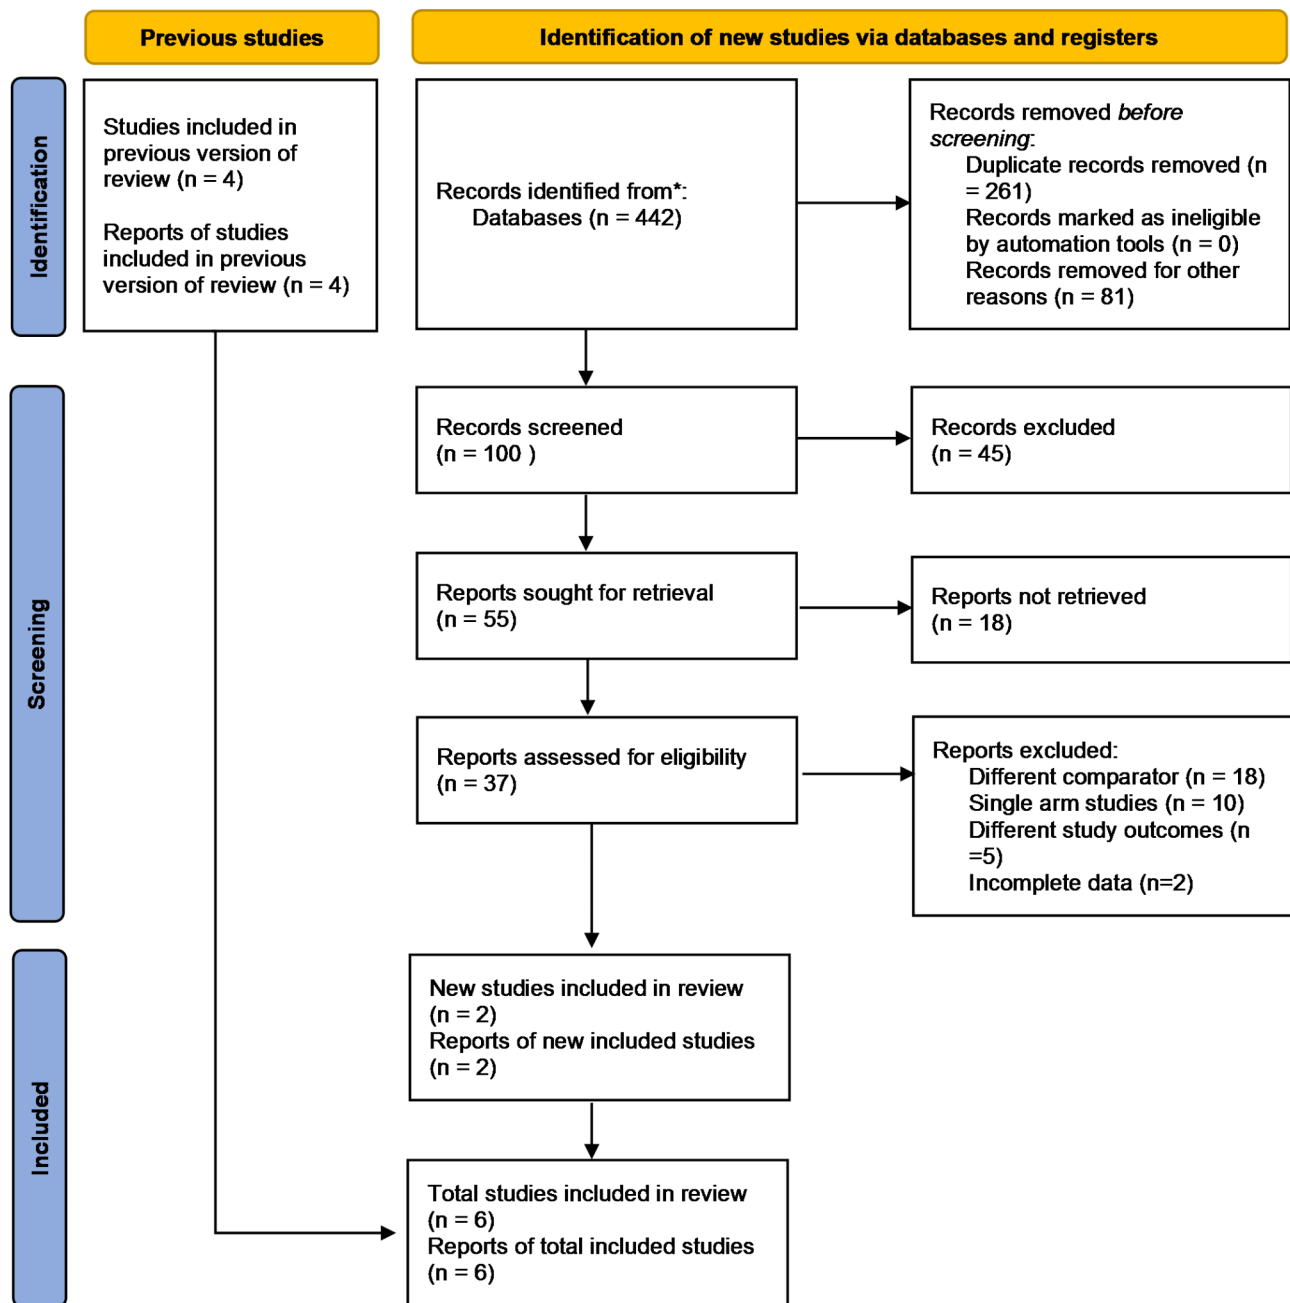 Previous studies
Identification of new studies via databases and registers
Identification
Studies included in
previous version of
review (n = 4)
Reports of studies
included in previous
version of review (n = 4)
Records identified from*:
Databases (n = 442)
Records removed before
screening:
Duplicate records removed (n
= 261)
Records marked as ineligible
by automation tools (n = 0)
Records removed for other
reasons (n = 81)
Screening
Records screened
(n = 100 )
Records excluded
(n = 45)
Reports sought for retrieval
(n = 55)
Reports not retrieved
(n = 18)
Reports assessed for eligibility
(n = 37)
Reports excluded:
Different comparator (n = 18)
Single arm studies (n = 10)
Different study outcomes (n
=5)
Incomplete data (n=2)
Included
New studies included in review
(n = 2)
Reports of new included studies
(n = 2)
Total studies included in review
(n = 6)
Reports of total included studies
(n = 6)